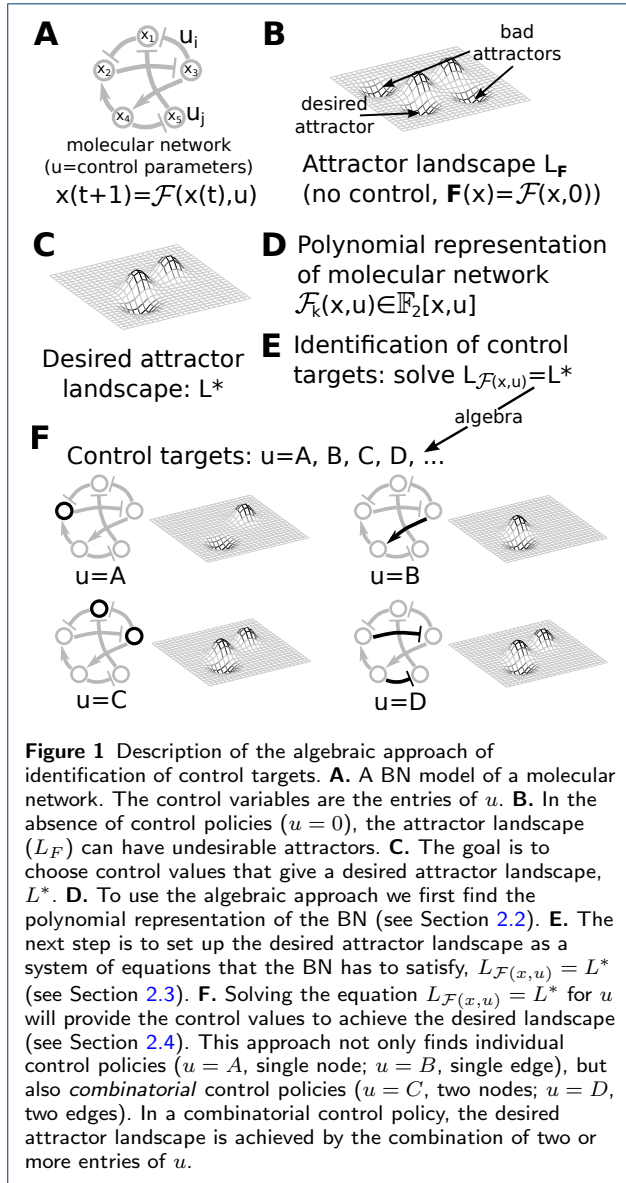 A
x₁
u_i
x₂
x₃
x₄
x₅
u_j
molecular network
(u=control parameters)
x(t+1)=ℱ(x(t),u)
B
bad
attractors
desired
attractor
Attractor landscape L_F
(no control, F(x)=ℱ(x,0))
C
Desired attractor
landscape: L*
D Polynomial representation
of molecular network
ℱ_k(x,u)∈𝔽₂[x,u]
E Identification of control
targets: solve L_ℱ(x,u)=L*
algebra
F
Control targets: u=A, B, C, D, ...
u=A
u=B
u=C
u=D
Figure 1 Description of the algebraic approach of
identification of control targets. A. A BN model of a molecular
network. The control variables are the entries of u. B. In the
absence of control policies (u = 0), the attractor landscape
(L_F) can have undesirable attractors. C. The goal is to
choose control values that give a desired attractor landscape,
L*. D. To use the algebraic approach we first find the
polynomial representation of the BN (see Section 2.2). E. The
next step is to set up the desired attractor landscape as a
system of equations that the BN has to satisfy, L_ℱ(x,u) = L*
(see Section 2.3). F. Solving the equation L_ℱ(x,u) = L* for u
will provide the control values to achieve the desired landscape
(see Section 2.4). This approach not only finds individual
control policies (u = A, single node; u = B, single edge), but
also combinatorial control policies (u = C, two nodes; u = D,
two edges). In a combinatorial control policy, the desired
attractor landscape is achieved by the combination of two or
more entries of u.